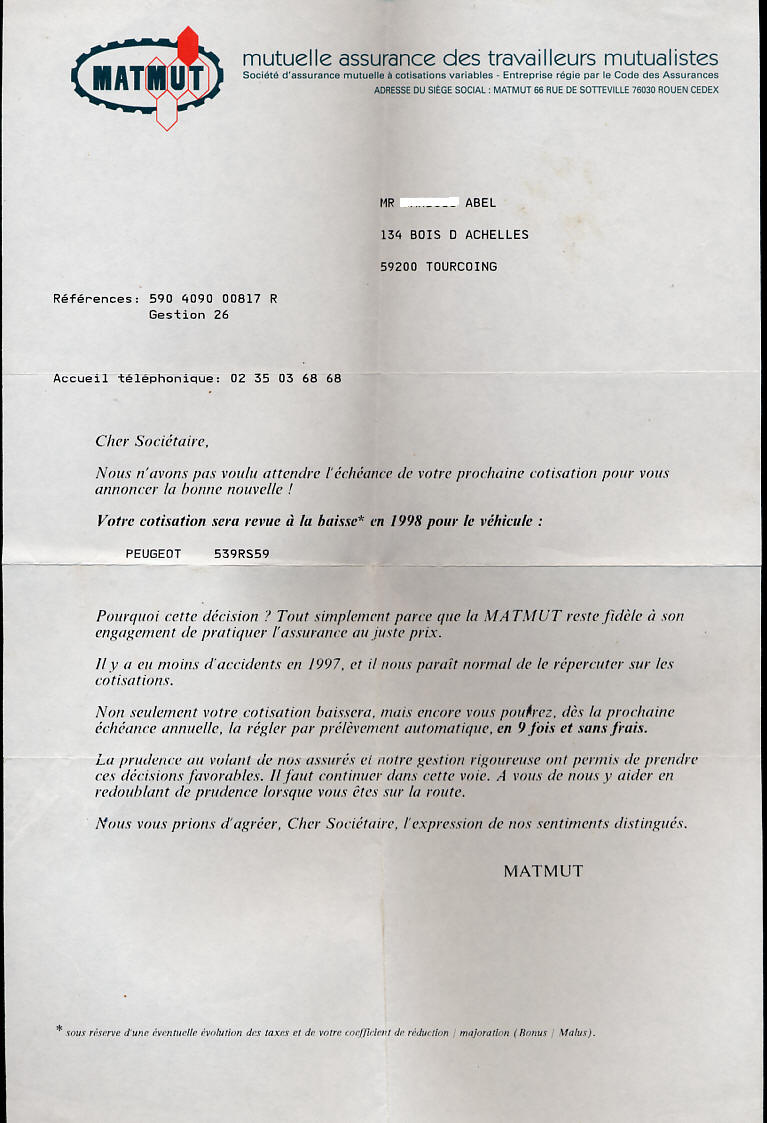 MATMUT
mutuelle assurance des travailleurs mutualistes
Société d'assurance mutuelle à cotisations variables - Entreprise régie par le Code des Assurances
ADRESSE DU SIÈGE SOCIAL : MATMUT 66 RUE DE SOTTEVILLE 76030 ROUEN CEDEX
MR ABEL
134 BOIS D ACHELLES
59200 TOURCOING
Références: 590 4090 00817 R
Gestion 26
Accueil téléphonique: 02 35 03 68 68
Cher Sociétaire,
Nous n'avons pas voulu attendre l'échéance de votre prochaine cotisation pour vous
annoncer la bonne nouvelle !
Votre cotisation sera revue à la baisse* en 1998 pour le véhicule :
PEUGEOT 539RS59
Pourquoi cette décision ? Tout simplement parce que la MATMUT reste fidèle à son
engagement de pratiquer l'assurance au juste prix.
Il y a eu moins d'accidents en 1997, et il nous paraît normal de le répercuter sur les
cotisations.
Non seulement votre cotisation baissera, mais encore vous pourrez, dès la prochaine
échéance annuelle, la régler par prélèvement automatique, en 9 fois et sans frais.
La prudence au volant de nos assurés et notre gestion rigoureuse ont permis de prendre
ces décisions favorables. Il faut continuer dans cette voie. A vous de nous y aider en
redoublant de prudence lorsque vous êtes sur la route.
Nous vous prions d'agréer, Cher Sociétaire, l'expression de nos sentiments distingués.
MATMUT
* sous réserve d'une éventuelle évolution des taxes et de votre coefficient de réduction / majoration (Bonus / Malus).